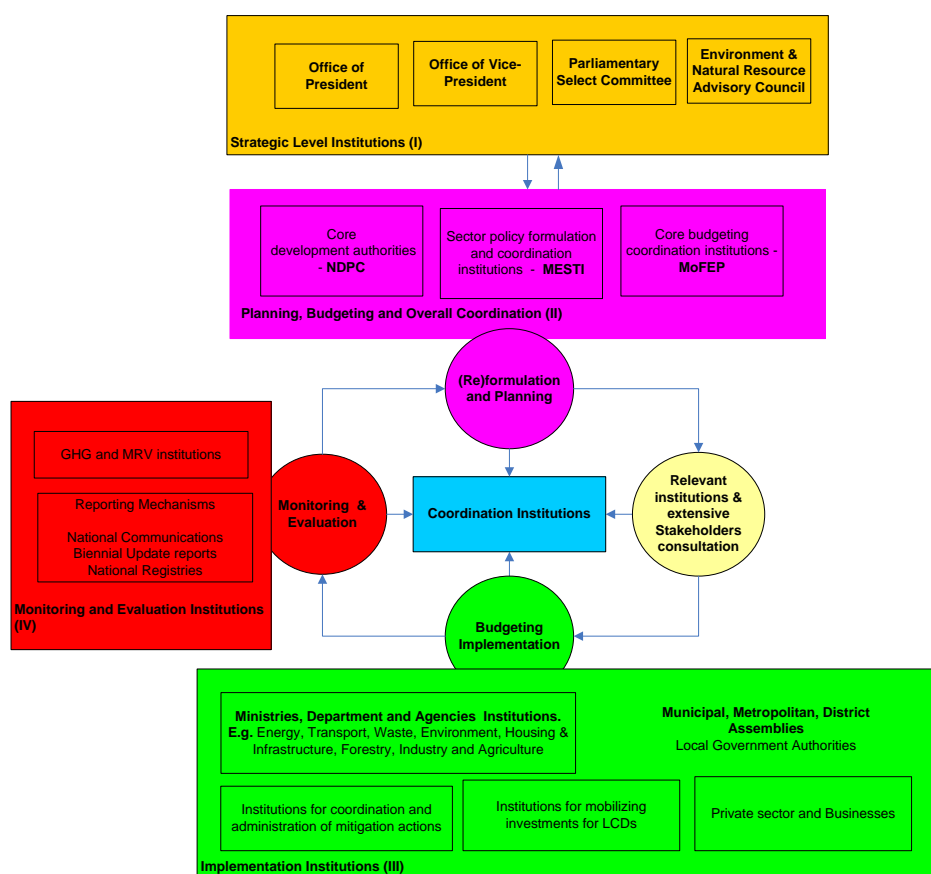 Office of
President
Office of Vice-
President
Parliamentary
Select Committee
Environment &
Natural Resource
Advisory Council
Strategic Level Institutions (I)
Core
development authorities
- NDPC
Sector policy formulation
and coordination
institutions - MESTI
Core budgeting
coordination institutions -
MoFEP
Planning, Budgeting and Overall Coordination (II)
(Re)formulation
and Planning
GHG and MRV institutions
Reporting Mechanisms
National Communications
Biennial Update reports
National Registries
Monitoring and Evaluation Institutions
(IV)
Monitoring &
Evaluation
Coordination Institutions
Relevant
institutions &
extensive
Stakeholders
consultation
Budgeting
Implementation
Ministries, Department and Agencies Institutions.
E.g. Energy, Transport, Waste, Environment, Housing &
Infrastructure, Forestry, Industry and Agriculture
Municipal, Metropolitan, District
Assemblies
Local Government Authorities
Institutions for coordination and
administration of mitigation actions
Institutions for mobilizing
investments for LCDs
Private sector and Businesses
Implementation Institutions (III)